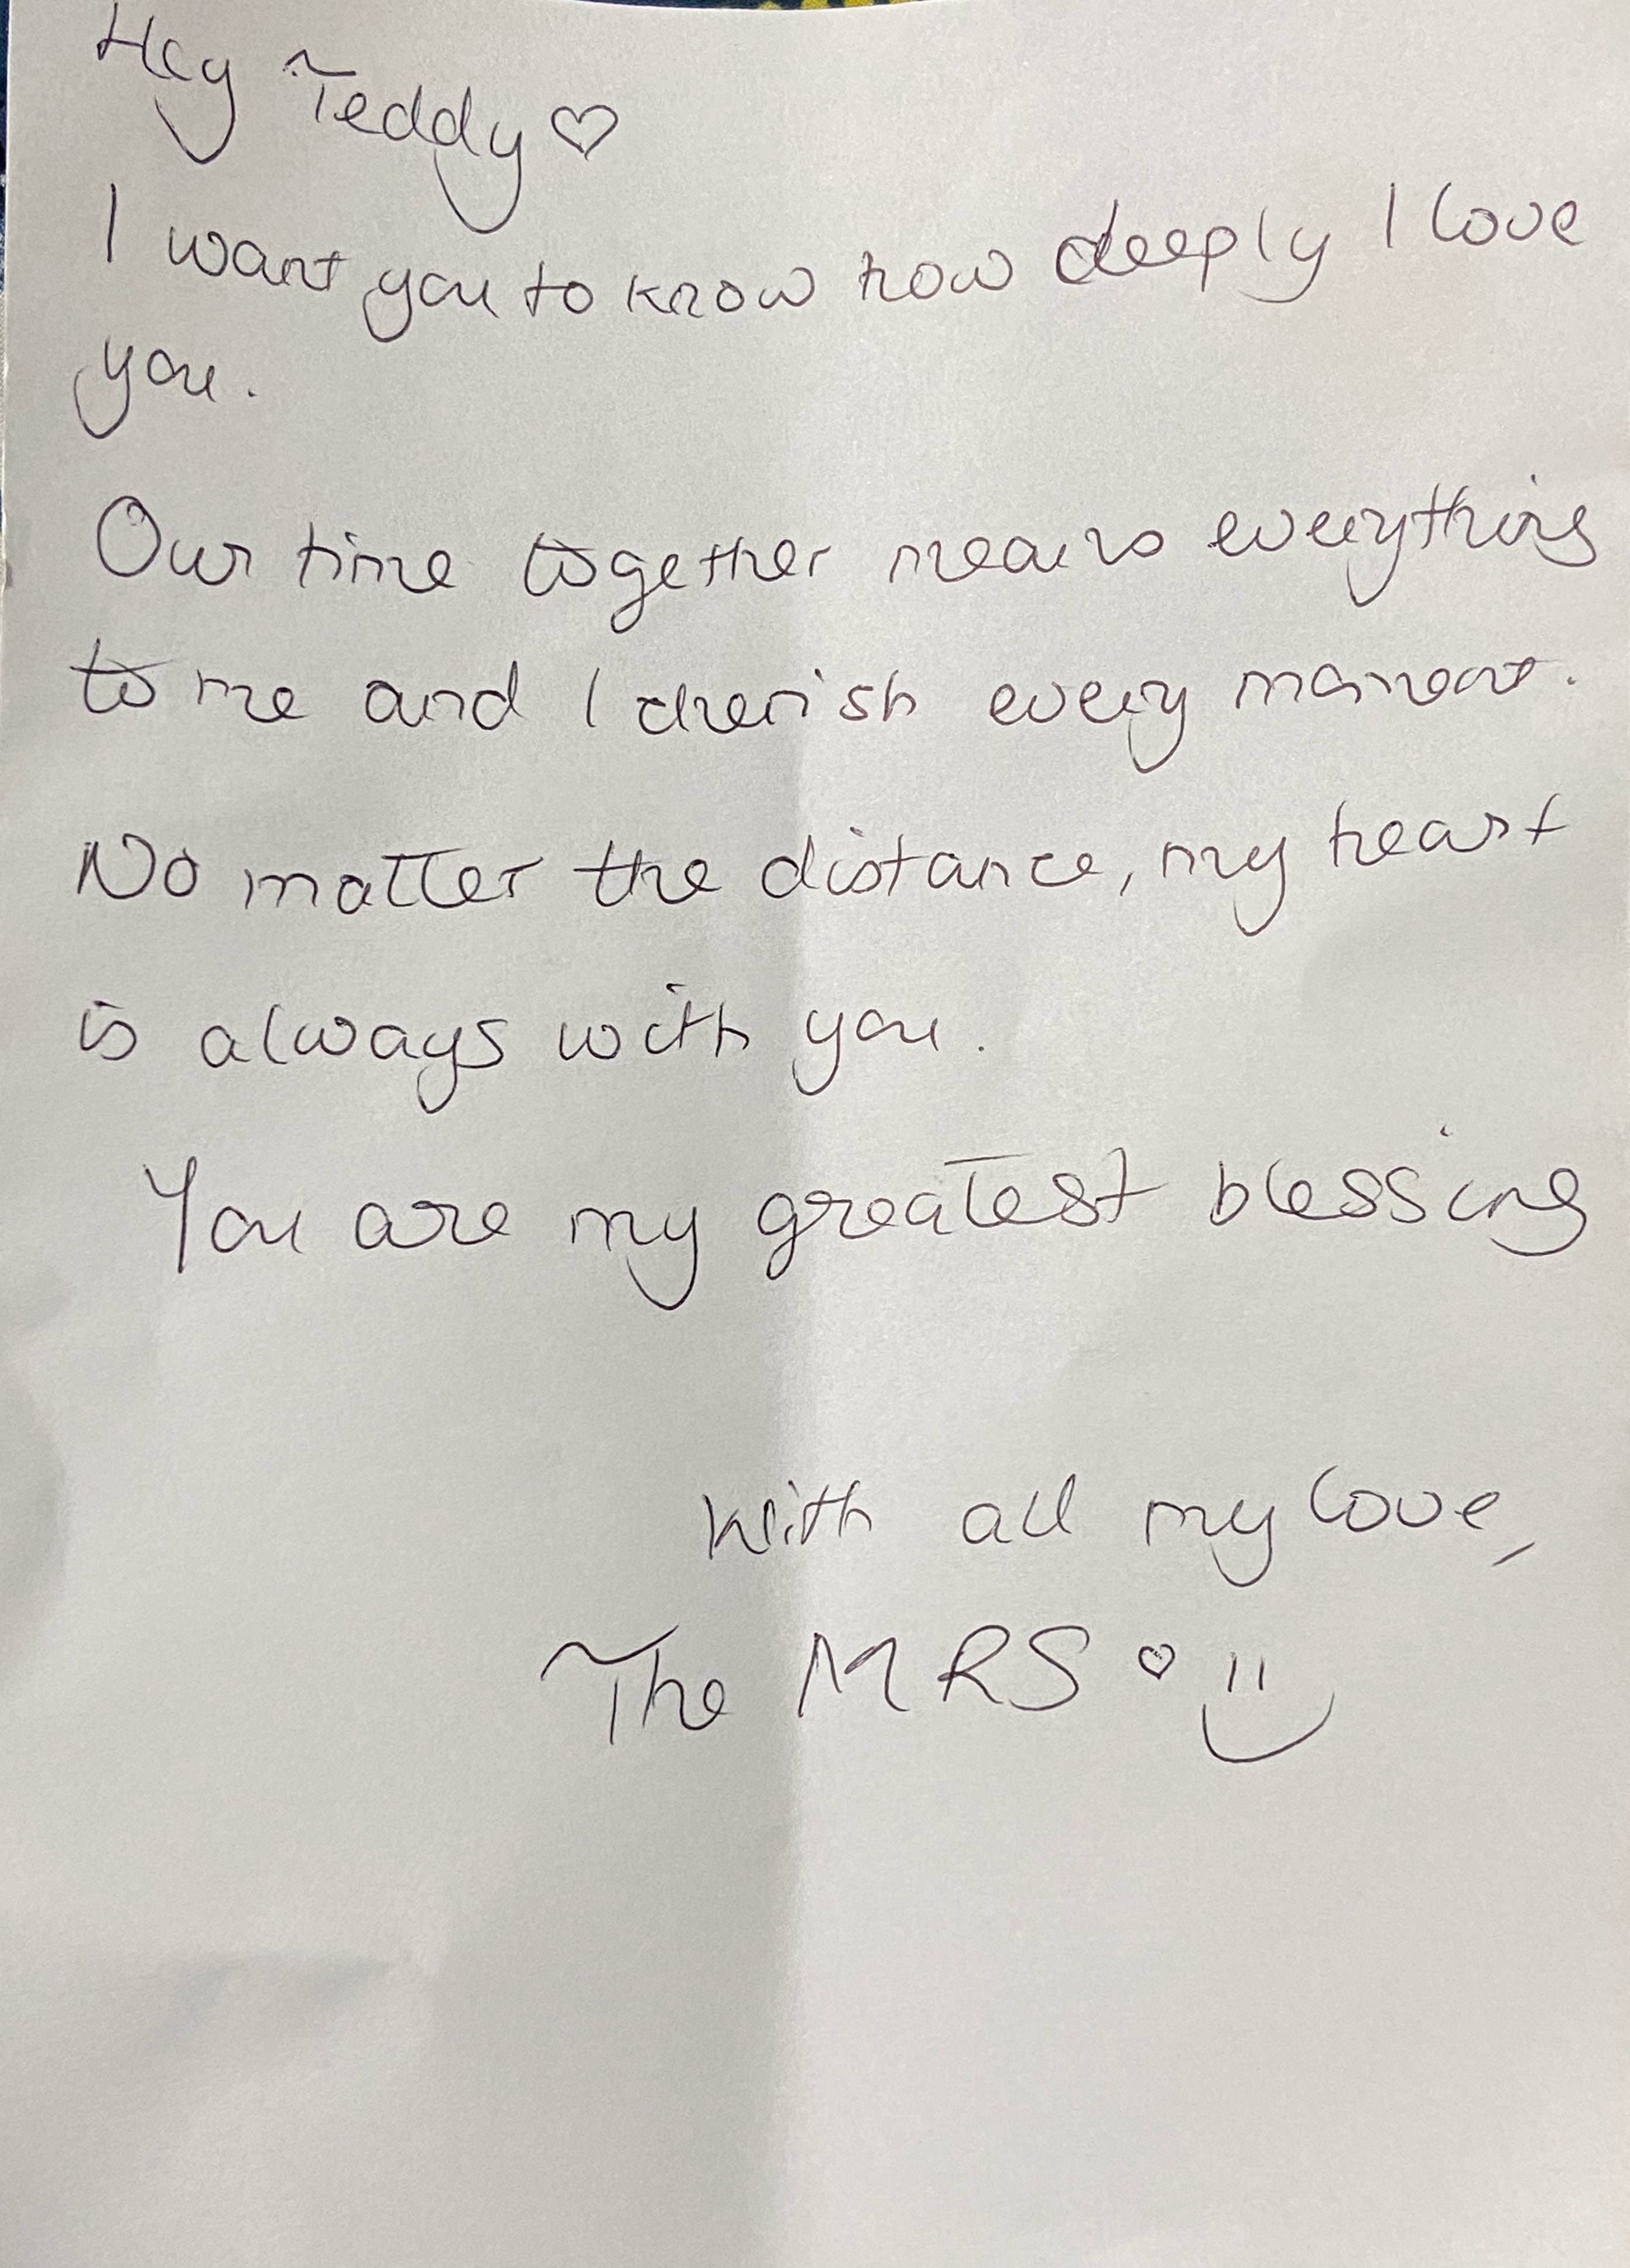 Hey Teddy ♡
I want you to know how deeply I love
you.
Our time together means everything
to me and I cherish every moment.
No matter the distance, my heart
is always with you.
You are my greatest blessing
With all my love,
The MRS ♡ :)